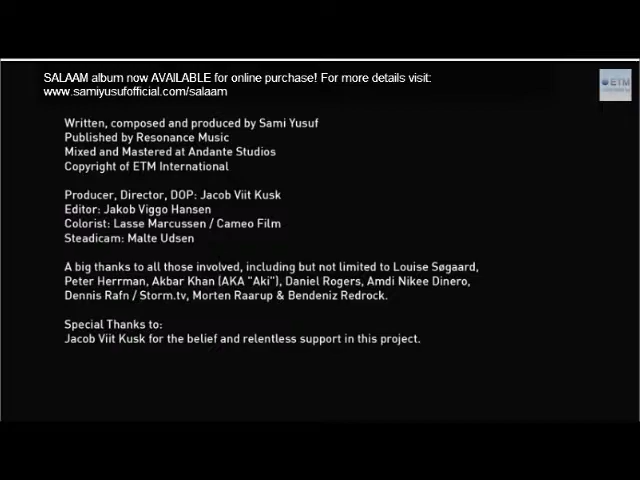 SALAAM album now AVAILABLE for online purchase! For more details visit:
www.samiyusufofficial.com/salaam
ETM
Written, composed and produced by Sami Yusuf
Published by Resonance Music
Mixed and Mastered at Andante Studios
Copyright of ETM International
Producer, Director, DOP: Jacob Viit Kusk
Editor: Jakob Viggo Hansen
Colorist: Lasse Marcussen / Cameo Film
Steadicam: Malte Udsen
A big thanks to all those involved, including but not limited to Louise Søgaard,
Peter Herrman, Akbar Khan (AKA "Aki"), Daniel Rogers, Amdi Nikee Dinero,
Dennis Rafn / Storm.tv, Morten Raarup & Bendeniz Redrock.
Special Thanks to:
Jacob Viit Kusk for the belief and relentless support in this project.